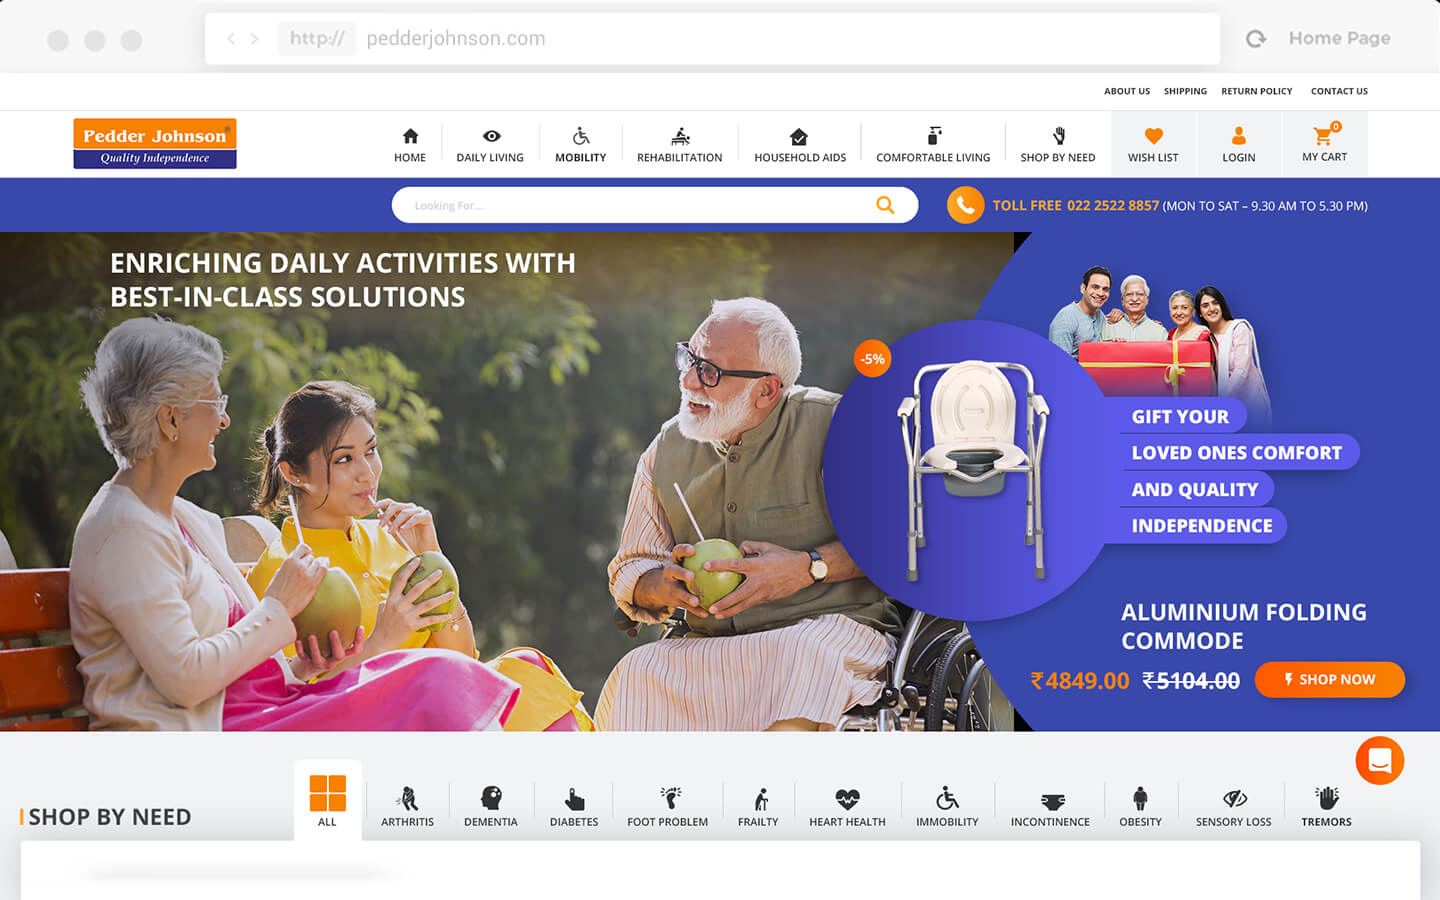 http://
pedderjohnson.com
Home Page
ABOUT US SHIPPING RETURN POLICY CONTACT US
Pedder Johnson®
Quality Independence
HOME DAILY LIVING MOBILITY REHABILITATION HOUSEHOLD AIDS COMFORTABLE LIVING SHOP BY NEED WISH LIST LOGIN MY CART
0
Looking For...
TOLL FREE 022 2522 8857 (MON TO SAT – 9.30 AM TO 5.30 PM)
ENRICHING DAILY ACTIVITIES WITH
BEST-IN-CLASS SOLUTIONS
-5%
GIFT YOUR
LOVED ONES COMFORT
AND QUALITY
INDEPENDENCE
ALUMINIUM FOLDING
COMMODE
₹4849.00 ₹5104.00 SHOP NOW
SHOP BY NEED
ALL ARTHRITIS DEMENTIA DIABETES FOOT PROBLEM FRAILTY HEART HEALTH IMMOBILITY INCONTINENCE OBESITY SENSORY LOSS TREMORS